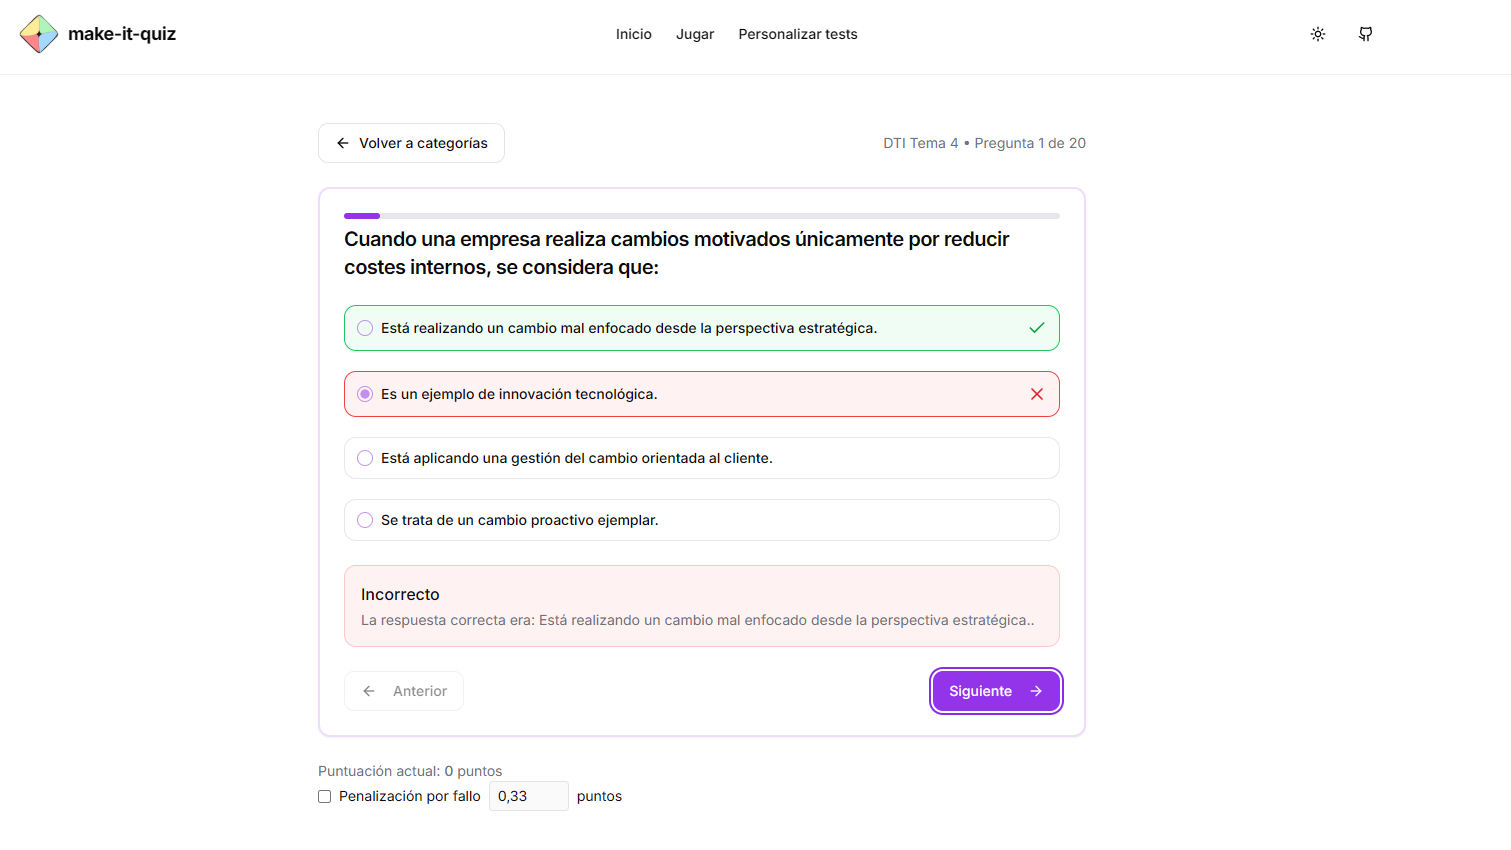 make-it-quiz
Inicio
Jugar
Personalizar tests
Volver a categorías
DTI Tema 4 • Pregunta 1 de 20
Cuando una empresa realiza cambios motivados únicamente por reducir
costes internos, se considera que:
Está realizando un cambio mal enfocado desde la perspectiva estratégica.
Es un ejemplo de innovación tecnológica.
Está aplicando una gestión del cambio orientada al cliente.
Se trata de un cambio proactivo ejemplar.
Incorrecto
La respuesta correcta era: Está realizando un cambio mal enfocado desde la perspectiva estratégica..
Anterior
Siguiente
Puntuación actual: 0 puntos
Penalización por fallo 0,33 puntos